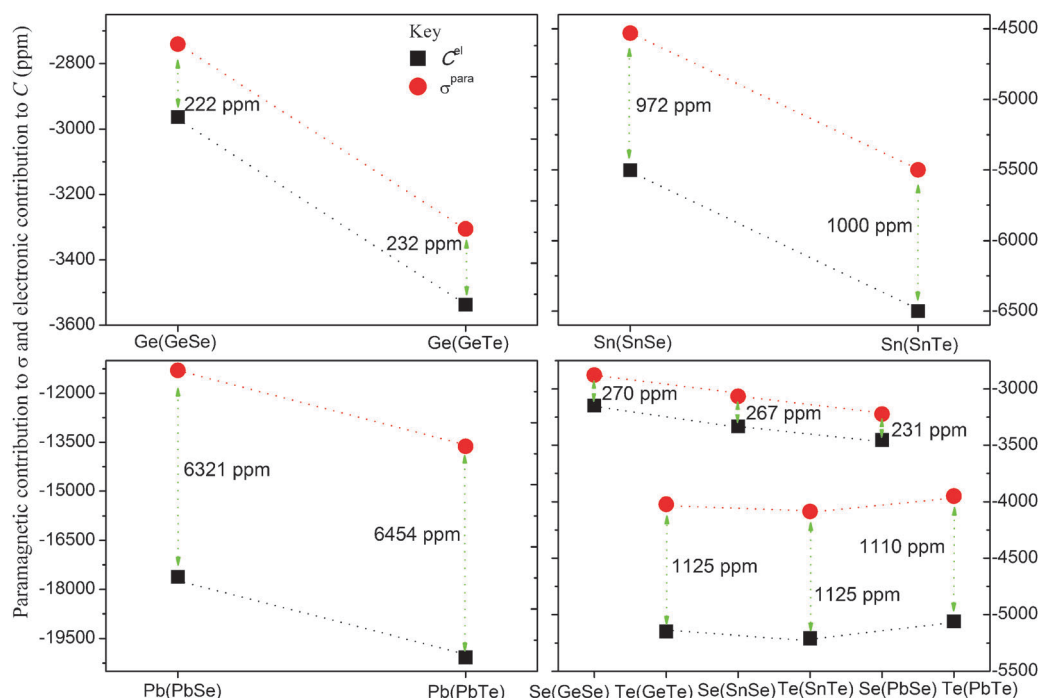 Paramagnetic contribution to σ and electronic contribution to C (ppm)
Key
C^el
σ^para
-2800
-3000
-3200
-3400
-3600
222 ppm
232 ppm
Ge(GeSe) Ge(GeTe)
-4500
-5000
-5500
-6000
-6500
972 ppm
1000 ppm
Sn(SnSe) Sn(SnTe)
-12000
-13500
-15000
-16500
-18000
-19500
6321 ppm
6454 ppm
Pb(PbSe) Pb(PbTe)
-3000
-3500
-4000
-4500
-5000
-5500
270 ppm
267 ppm
231 ppm
1125 ppm
1125 ppm
1110 ppm
Se(GeSe) Te(GeTe) Se(SnSe) Te(SnTe) Se(PbSe) Te(PbTe)